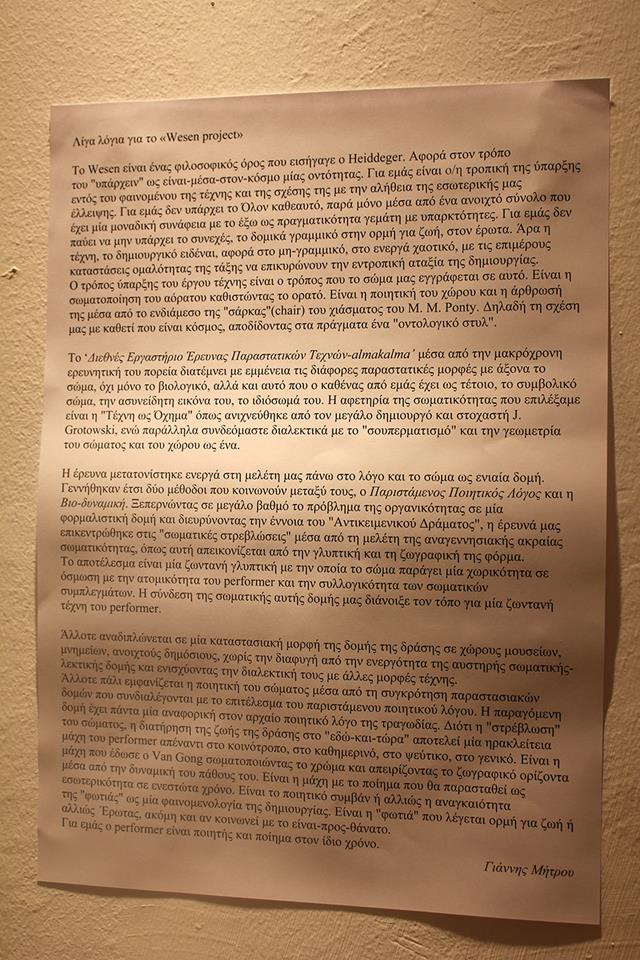 Λίγα λόγια για το «Wesen project»
Το Wesen είναι ένας φιλοσοφικός όρος που εισήγαγε ο Heiddeger. Αφορά στον τρόπο
του "υπάρχειν" ως είναι-μέσα-στον-κόσμο μίας οντότητας. Για εμάς είναι ο/η τροπική της ύπαρξης
εντός του φαινομένου της τέχνης και της σχέσης της με την αλήθεια της εσωτερικής μας
έλλειψης. Για εμάς δεν υπάρχει το Όλον καθεαυτό, παρά μόνο μέσα από ένα ανοιχτό σύνολο που
έχει μία μοναδική συνάφεια με το έξω ως πραγματικότητα γεμάτη με υπαρκτότητες. Για εμάς δεν
παύει να μην υπάρχει το συνεχές, το δομικά γραμμικό στην ορμή για ζωή, στον έρωτα. Άρα η
τέχνη, το δημιουργικό ειδέναι, αφορά στο μη-γραμμικό, στο ενεργά χαοτικό, με τις επιμέρους
καταστάσεις ομαλότητας της τάξης να επικυρώνουν την εντροπική αταξία της δημιουργίας.
Ο τρόπος ύπαρξης του έργου τέχνης είναι ο τρόπος που το σώμα μας εγγράφεται σε αυτό. Είναι η
σωματοποίηση του αόρατου καθιστώντας το ορατό. Είναι η ποιητική του χώρου και η άρθρωσή
της μέσα από το ενδιάμεσο της "σάρκας"(chair) του χιάσματος του M. M. Ponty. Δηλαδή τη σχέση
μας με καθετί που είναι κόσμος, αποδίδοντας στα πράγματα ένα "οντολογικό στυλ".
Το ‘Διεθνές Εργαστήριο Έρευνας Παραστατικών Τεχνών-almakalma’ μέσα από την μακρόχρονη
ερευνητική του πορεία διατέμνει με εμμένεια τις διάφορες παραστατικές μορφές με άξονα το
σώμα, όχι μόνο το βιολογικό, αλλά και αυτό που ο καθένας από εμάς έχει ως τέτοιο, το συμβολικό
σώμα, την ασυνείδητη εικόνα του, το ιδιόσωμά του. Η αφετηρία της σωματικότητας που επιλέξαμε
είναι η "Τέχνη ως Όχημα" όπως ανιχνεύθηκε από τον μεγάλο δημιουργό και στοχαστή J.
Grotowski, ενώ παράλληλα συνδεόμαστε διαλεκτικά με το "σουπερματισμό" και την γεωμετρία
του σώματος και του χώρου ως ένα.
Η έρευνα μετατονίστηκε ενεργά στη μελέτη μας πάνω στο λόγο και το σώμα ως ενιαία δομή.
Γεννήθηκαν έτσι δύο μέθοδοι που κοινωνούν μεταξύ τους, ο Παριστάμενος Ποιητικός Λόγος και η
Βιο-δυναμική. Ξεπερνώντας σε μεγάλο βαθμό το πρόβλημα της οργανικότητας σε μία
φορμαλιστική δομή και διευρύνοντας την έννοια του "Αντικειμενικού Δράματος", η έρευνά μας
επικεντρώθηκε στις "σωματικές στρεβλώσεις" μέσα από τη μελέτη της αναγεννησιακής ακραίας
σωματικότητας, όπως αυτή απεικονίζεται από την γλυπτική και τη ζωγραφική της φόρμα.
Το αποτέλεσμα είναι μία ζωντανή γλυπτική με την οποία το σώμα παράγει μία χωρικότητα σε
όσμωση με την ατομικότητα του performer και την συλλογικότητα των σωματικών
συμπλεγμάτων. Η σύνδεση της σωματικής αυτής δομής μας διάνοιξε τον τόπο για μία ζωντανή
τέχνη του performer.
Άλλοτε αναδιπλώνεται σε μία καταστασιακή μορφή της δομής της δράσης σε χώρους μουσείων,
μνημείων, ανοιχτούς δημόσιους, χωρίς την διαφυγή από την ενεργότητα της αυστηρής σωματικής-
λεκτικής δομής και ενισχύοντας την διαλεκτική τους με άλλες μορφές τέχνης.
Άλλοτε πάλι εμφανίζεται η ποιητική του σώματος μέσα από τη συγκρότηση παραστασιακών
δομών που συνδιαλέγονται με το επιτέλεσμα του παριστάμενου ποιητικού λόγου. Η παραγόμενη
δομή έχει πάντα μία αναφορική στον αρχαίο ποιητικό λόγο της τραγωδίας. Διότι η "στρέβλωση"
του σώματος, η διατήρηση της ζωής της δράσης στο "εδώ-και-τώρα" αποτελεί μία ηρακλείτεια
μάχη του performer απέναντι στο κοινότροπο, στο καθημερινό, στο ψεύτικο, στο γενικό. Είναι η
μάχη που έδωσε ο Van Gong σωματοποιώντας το χρώμα και απειρίζοντας το ζωγραφικό ορίζοντα
μέσα από την δυναμική του πάθους του. Είναι η μάχη με το ποίημα που θα παρασταθεί ως
εσωτερικότητα σε ενεστώτα χρόνο. Είναι το ποιητικό συμβάν ή αλλιώς η αναγκαιότητα
της "φωτιάς" ως μία φαινομενολογία της δημιουργίας. Είναι η "φωτιά" που λέγεται ορμή για ζωή ή
αλλιώς Έρωτας, ακόμη και αν κοινωνεί με το είναι-προς-θάνατο.
Για εμάς ο performer είναι ποιητής και ποίημα στον ίδιο χρόνο.
Γιάννης Μήτρου